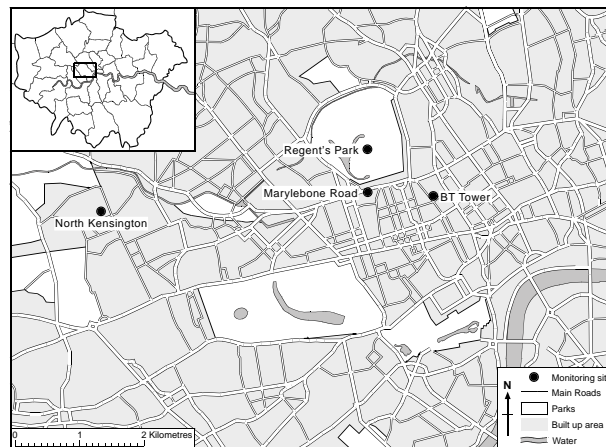 Regent's Park
Marylebone Road
BT Tower
North Kensington
N
Monitoring sit
Main Roads
Parks
Built up area
Water
0 1 2 Kilometres